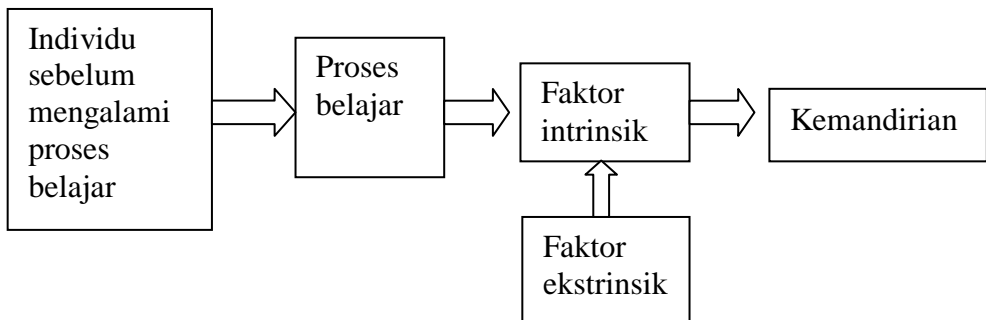 Individu
sebelum
mengalami
proses
belajar
Proses
belajar
Faktor
intrinsik
Kemandirian
Faktor
ekstrinsik